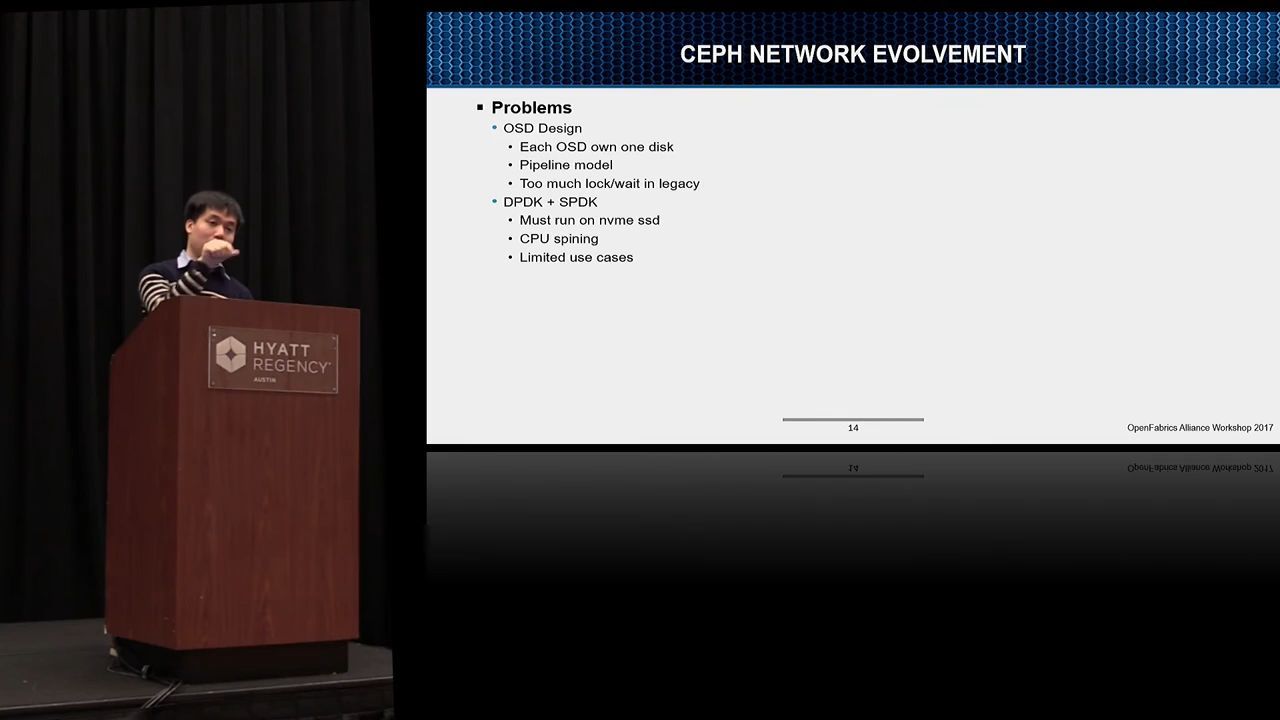 CEPH NETWORK EVOLVEMENT
▪ Problems
• OSD Design
• Each OSD own one disk
• Pipeline model
• Too much lock/wait in legacy
• DPDK + SPDK
• Must run on nvme ssd
• CPU spining
• Limited use cases
14
OpenFabrics Alliance Workshop 2017
HYATT
REGENCY™
AUSTIN